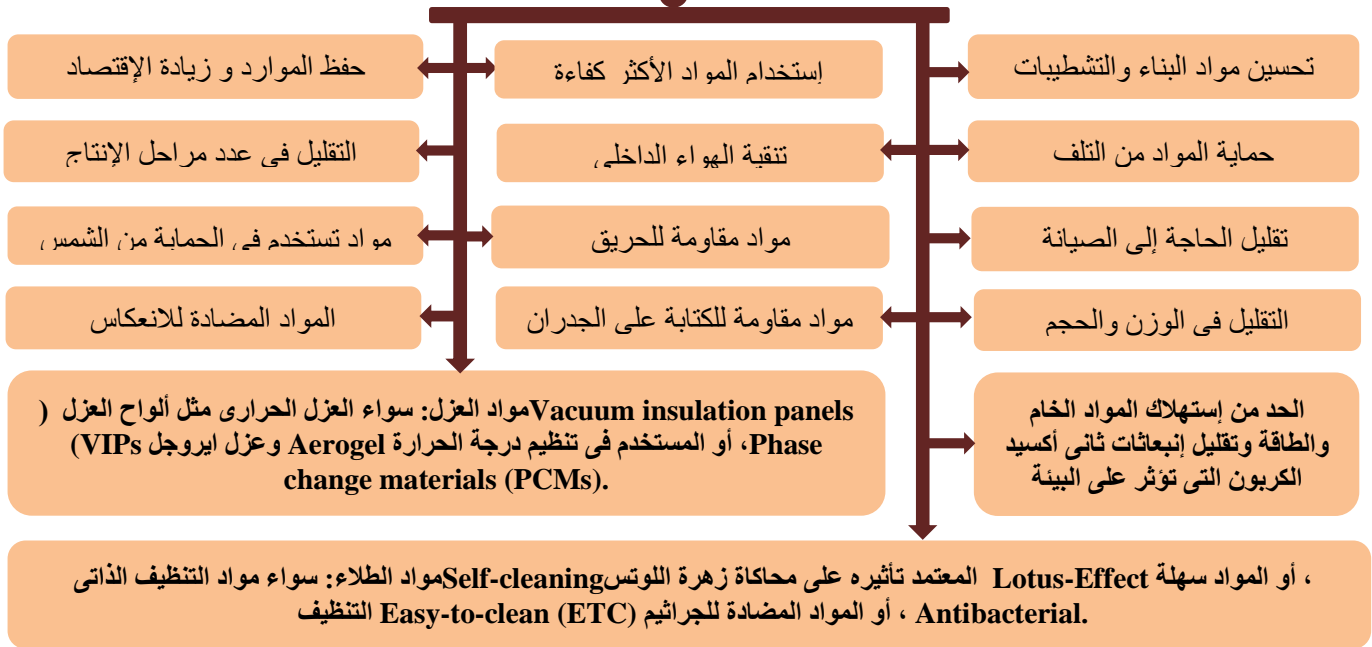 تحسين مواد البناء والتشطيبات
إستخدام المواد الأكثر كفاءة
حفظ الموارد و زيادة الإقتصاد
حماية المواد من التلف
تنقية الهواء الداخلى
التقليل فى عدد مراحل الإنتاج
تقليل الحاجة إلى الصيانة
مواد مقاومة للحريق
مواد تستخدم فى الحماية من الشمس
التقليل فى الوزن والحجم
مواد مقاومة للكتابة على الجدران
المواد المضادة للانعكاس
الحد من إستهلاك المواد الخام
والطاقة وتقليل إنبعاثات ثانى أكسيد
الكربون التى تؤثر على البيئة
Vacuum insulation panelsمواد العزل: سواء العزل الحرارى مثل ألواح العزل (
Phase، أو المستخدم فى تنظيم درجة الحرارة Aerogel وعزل ايروجل VIPs)
change materials (PCMs).
، أو المواد سهلة Lotus-Effect المعتمد تأثيره على محاكاة زهرة اللوتسSelf-cleaningمواد الطلاء: سواء مواد التنظيف الذاتى
Antibacterial. ، أو المواد المضادة للجراثيم Easy-to-clean (ETC) التنظيف